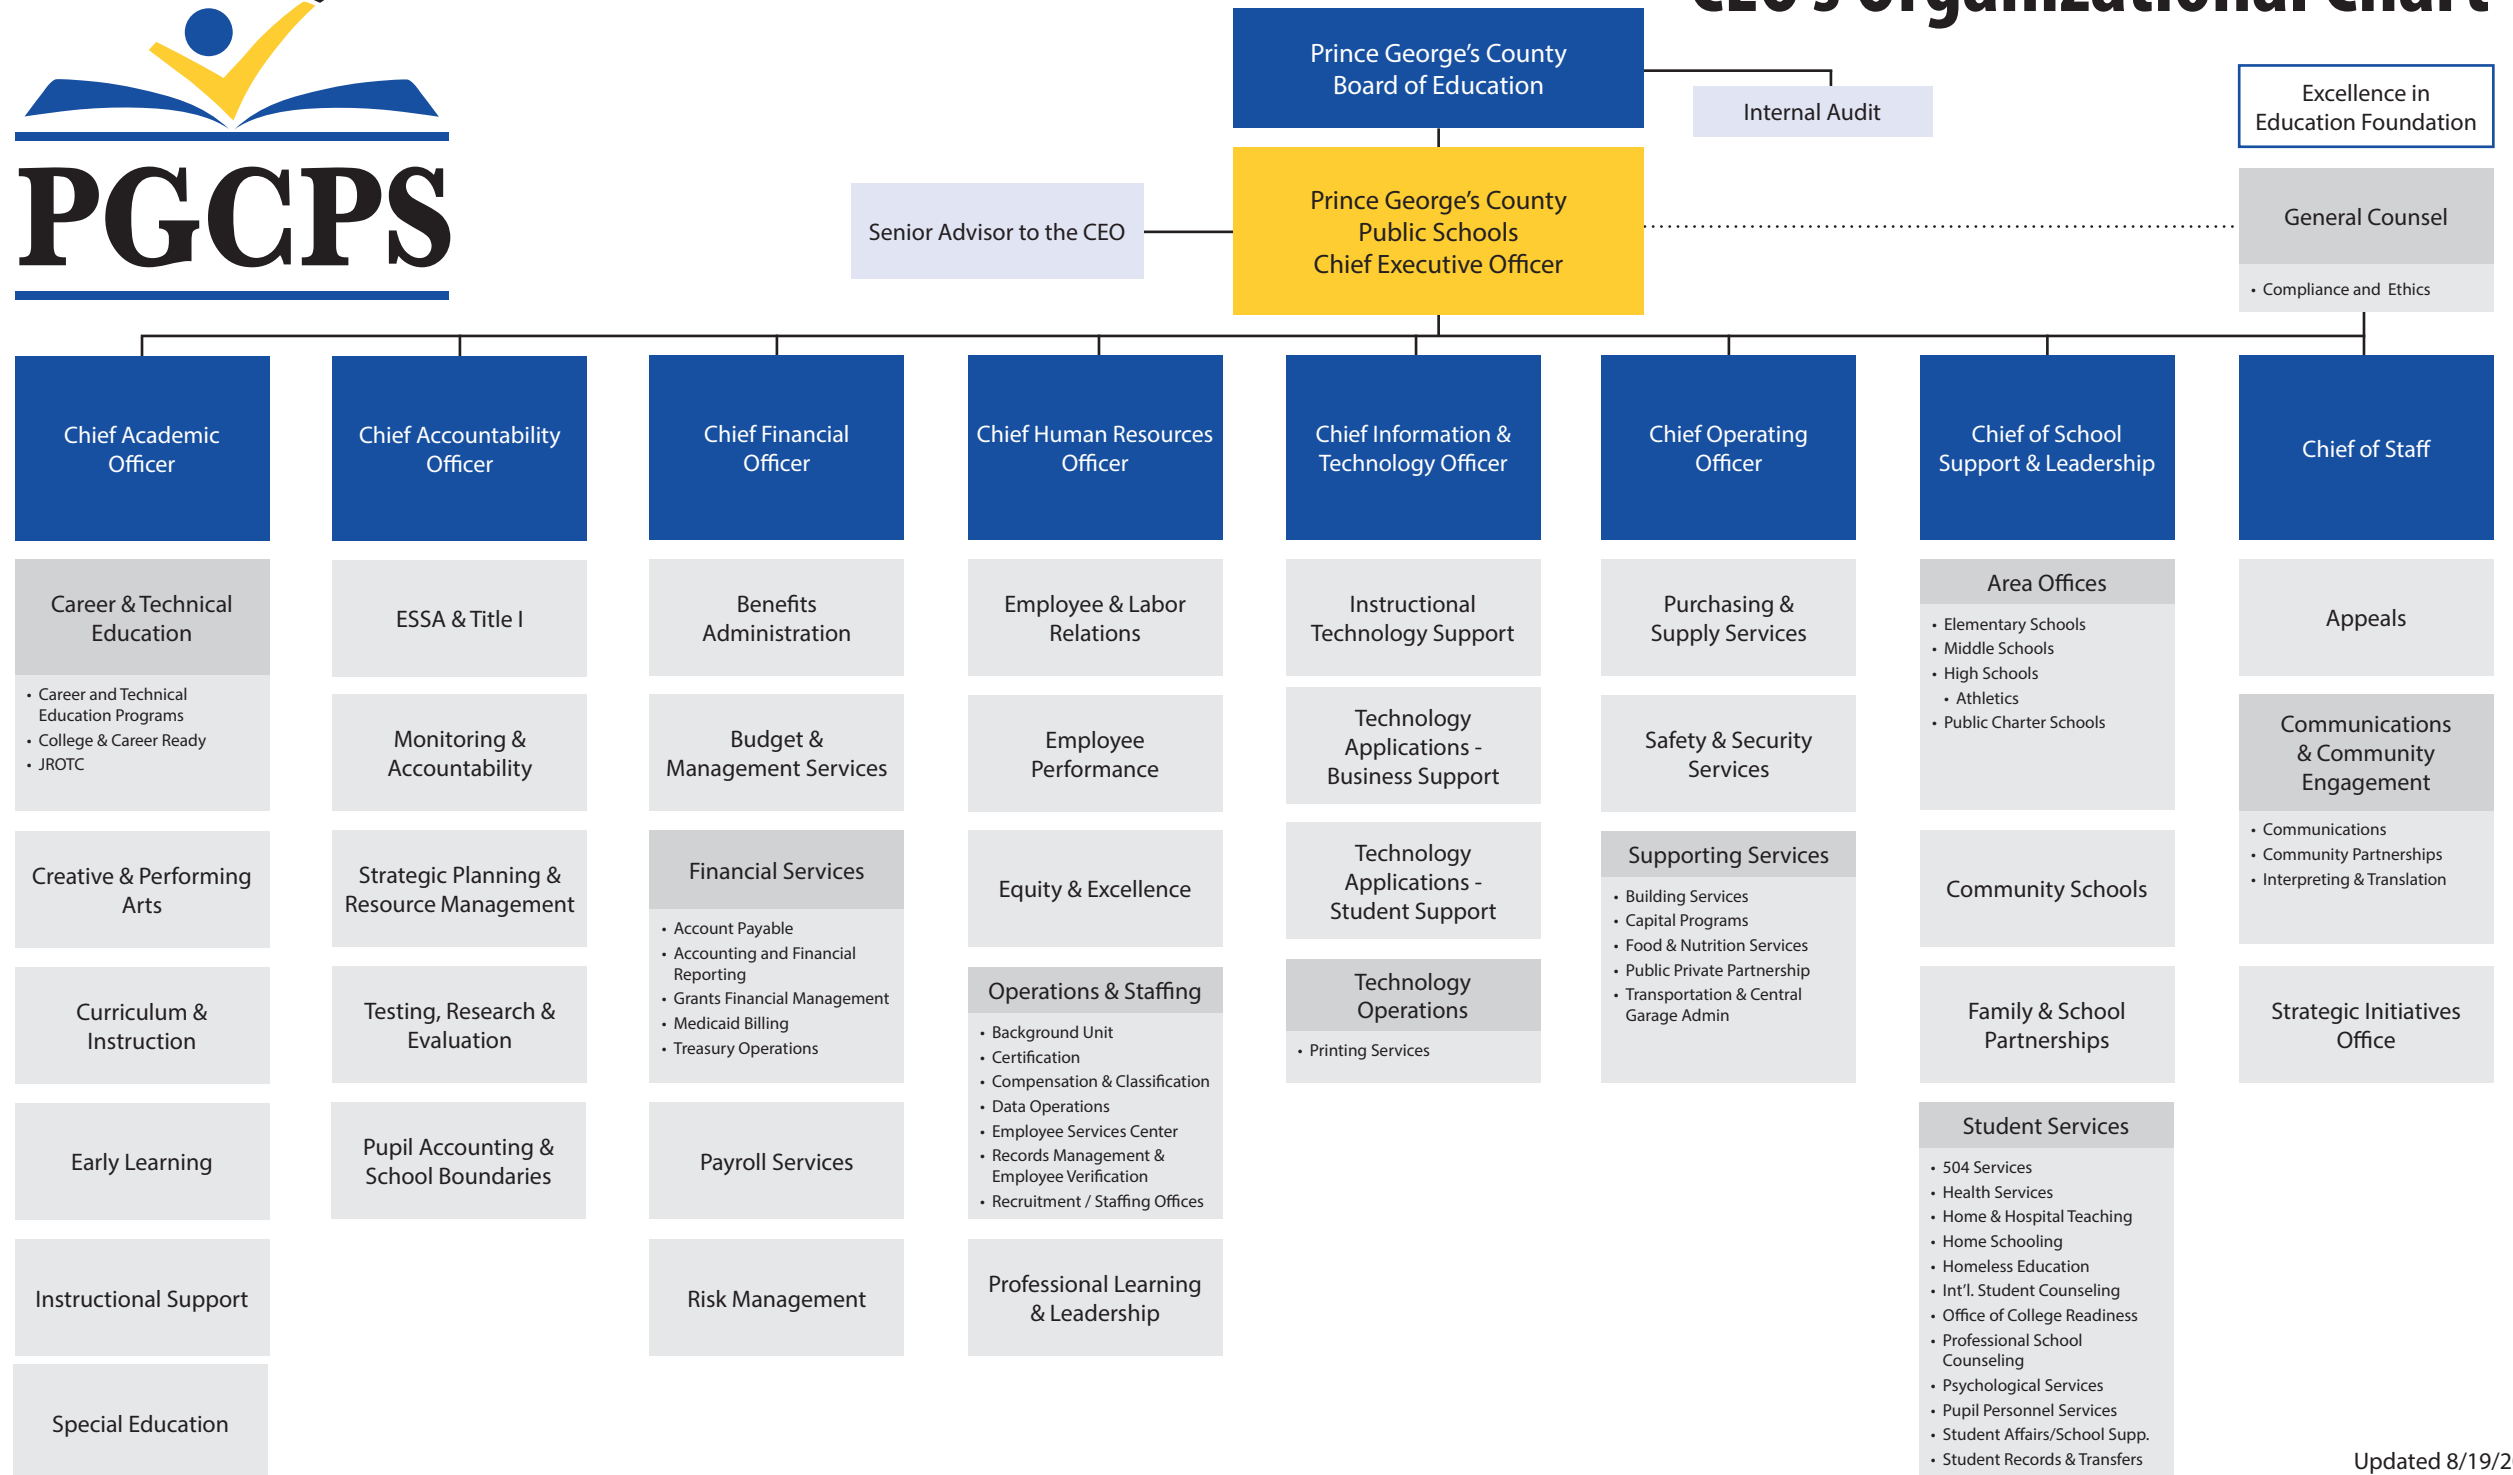 CEO's Organizational Chart
PGCPS
Prince George's County
Board of Education
Internal Audit
Excellence in
Education Foundation
Senior Advisor to the CEO
Prince George's County
Public Schools
Chief Executive Officer
General Counsel
• Compliance and Ethics
Chief Academic
Officer
Career & Technical
Education
• Career and Technical
Education Programs
• College & Career Ready
• JROTC
Creative & Performing
Arts
Curriculum &
Instruction
Early Learning
Instructional Support
Special Education
Chief Accountability
Officer
ESSA & Title I
Monitoring &
Accountability
Strategic Planning &
Resource Management
Testing, Research &
Evaluation
Pupil Accounting &
School Boundaries
Chief Financial
Officer
Benefits
Administration
Budget &
Management Services
Financial Services
• Account Payable
• Accounting and Financial
Reporting
• Grants Financial Management
• Medicaid Billing
• Treasury Operations
Payroll Services
Risk Management
Chief Human Resources
Officer
Employee & Labor
Relations
Employee
Performance
Equity & Excellence
Operations & Staffing
• Background Unit
• Certification
• Compensation & Classification
• Data Operations
• Employee Services Center
• Records Management &
Employee Verification
• Recruitment / Staffing Offices
Professional Learning
& Leadership
Chief Information &
Technology Officer
Instructional
Technology Support
Technology
Applications -
Business Support
Technology
Applications -
Student Support
Technology
Operations
• Printing Services
Chief Operating
Officer
Purchasing &
Supply Services
Safety & Security
Services
Supporting Services
• Building Services
• Capital Programs
• Food & Nutrition Services
• Public Private Partnership
• Transportation & Central
Garage Admin
Chief of School
Support & Leadership
Area Offices
• Elementary Schools
• Middle Schools
• High Schools
• Athletics
• Public Charter Schools
Community Schools
Family & School
Partnerships
Student Services
• 504 Services
• Health Services
• Home & Hospital Teaching
• Home Schooling
• Homeless Education
• Int'l. Student Counseling
• Office of College Readiness
• Professional School
Counseling
• Psychological Services
• Pupil Personnel Services
• Student Affairs/School Supp.
• Student Records & Transfers
Chief of Staff
Appeals
Communications
& Community
Engagement
• Communications
• Community Partnerships
• Interpreting & Translation
Strategic Initiatives
Office
Updated 8/19/2